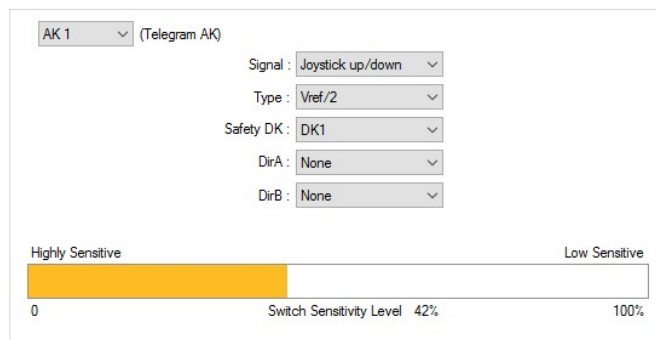 AK 1 (Telegram AK)
Signal : Joystick up/down
Type : Vref/2
Safety DK : DK1
DirA : None
DirB : None
Highly Sensitive Low Sensitive
0 Switch Sensitivity Level 42% 100%